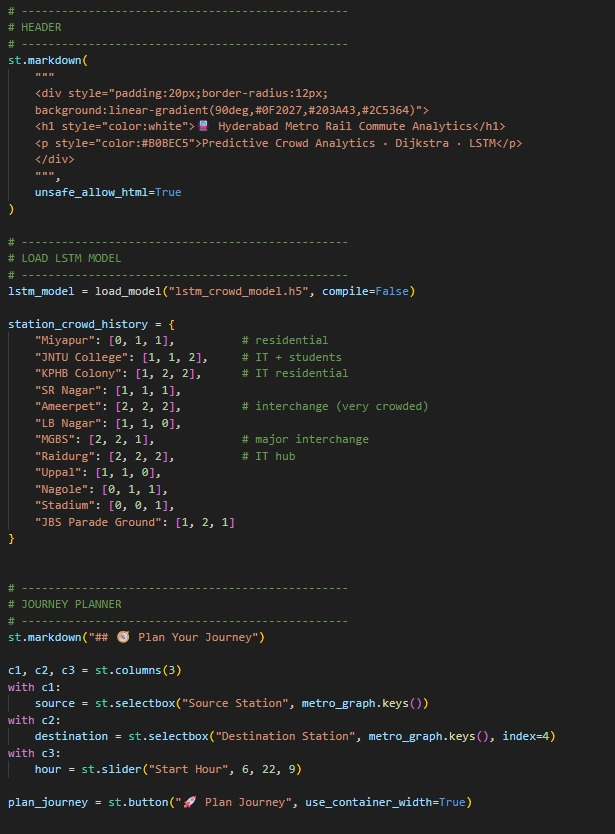 # ----------------------------------------------------
# HEADER
# ----------------------------------------------------
st.markdown(
    """
    <div style="padding:20px;border-radius:12px;
    background:linear-gradient(90deg,#0F2027,#203A43,#2C5364)">
    <h1 style="color:white">🚆 Hyderabad Metro Rail Commute Analytics</h1>
    <p style="color:#B0BEC5">Predictive Crowd Analytics · Dijkstra · LSTM</p>
    </div>
    """,
    unsafe_allow_html=True
)
# ----------------------------------------------------
# LOAD LSTM MODEL
# ----------------------------------------------------
lstm_model = load_model("lstm_crowd_model.h5", compile=False)
station_crowd_history = {
    "Miyapur": [0, 1, 1],          # residential
    "JNTU College": [1, 1, 2],     # IT + students
    "KPHB Colony": [1, 2, 2],      # IT residential
    "SR Nagar": [1, 1, 1],
    "Ameerpet": [2, 2, 2],         # interchange (very crowded)
    "LB Nagar": [1, 1, 0],
    "MGBS": [2, 2, 1],             # major interchange
    "Raidurg": [2, 2, 2],          # IT hub
    "Uppal": [1, 1, 0],
    "Nagole": [0, 1, 1],
    "Stadium": [0, 0, 1],
    "JBS Parade Ground": [1, 2, 1]
}
# ----------------------------------------------------
# JOURNEY PLANNER
# ----------------------------------------------------
st.markdown("## 🧭 Plan Your Journey")
c1, c2, c3 = st.columns(3)
with c1:
    source = st.selectbox("Source Station", metro_graph.keys())
with c2:
    destination = st.selectbox("Destination Station", metro_graph.keys(), index=4)
with c3:
    hour = st.slider("Start Hour", 6, 22, 9)
plan_journey = st.button("🚀 Plan Journey", use_container_width=True)